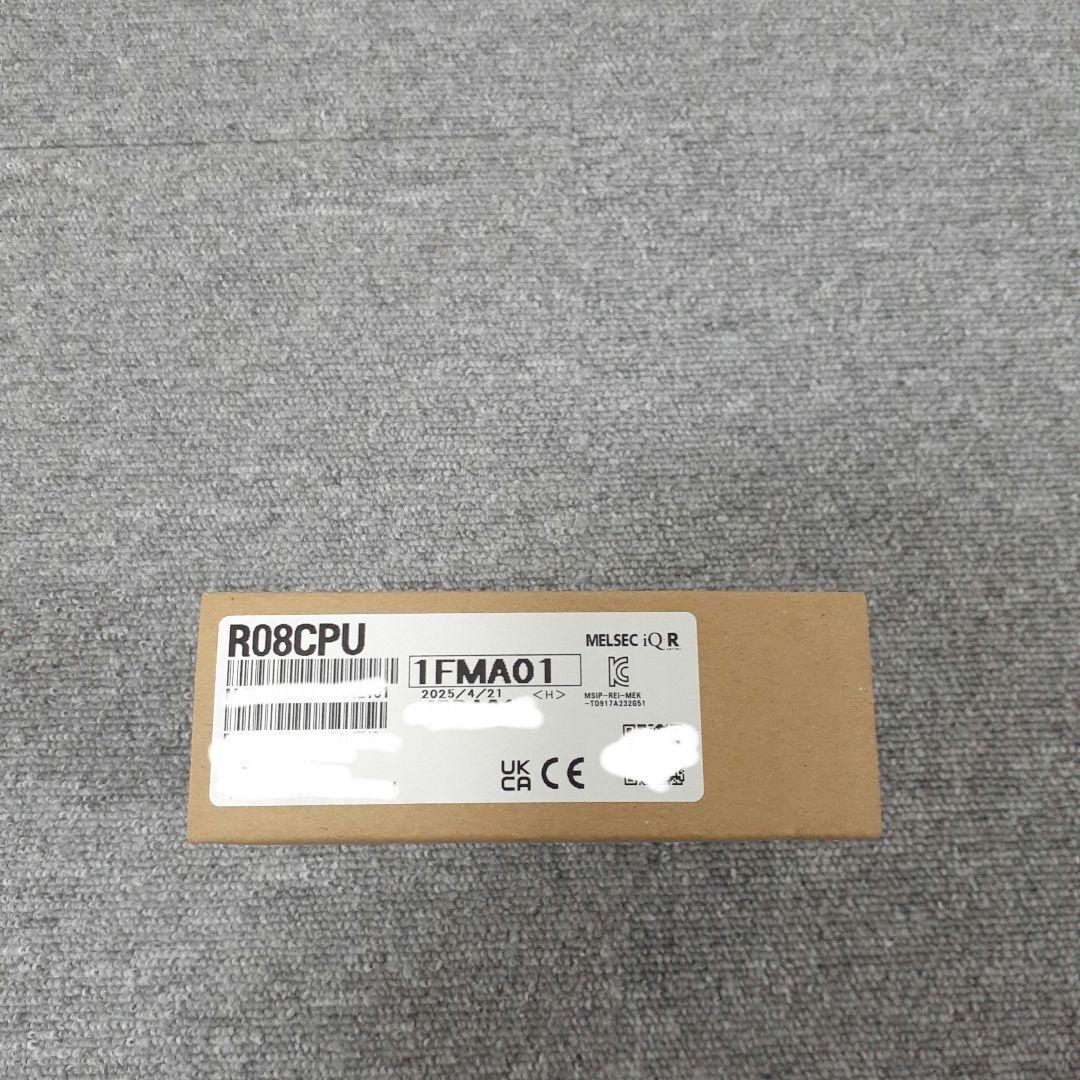 R08CPU
MELSEC iQ R
1FMA01
2025/4/21 <H>
MSIP-REI-MEK
-TD917A232G51
UK
CA CE